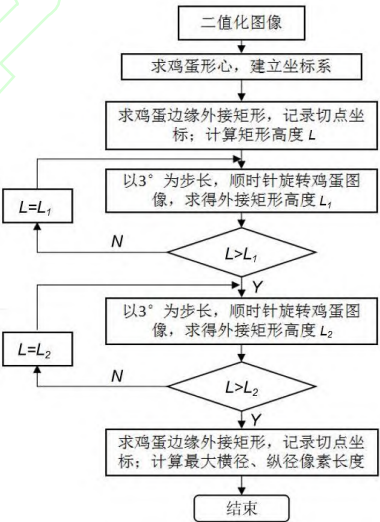 二值化图像
求鸡蛋形心，建立坐标系
求鸡蛋边缘外接矩形，记录切点坐
标；计算矩形高度 L
以3°为步长，顺时针旋转鸡蛋图
像，求得外接矩形高度 L₁
L=L₁
N
L>L₁
Y
以3°为步长，顺时针旋转鸡蛋图
像，求得外接矩形高度 L₂
L=L₂
N
L>L₂
Y
求鸡蛋边缘外接矩形，记录切点坐
标；计算最大横径、纵径像素长度
结束